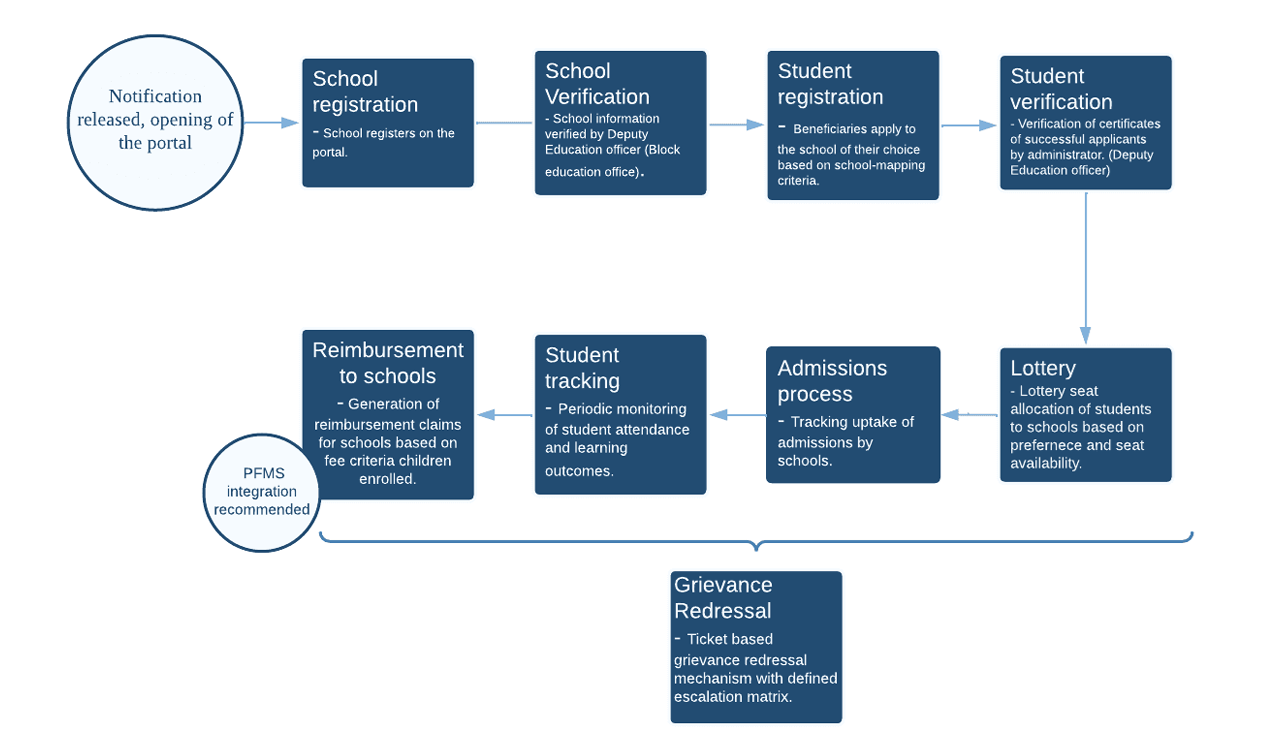 Notification
released, opening of
the portal
School
registration
- School registers on the
portal.
School
Verification
- School information
verified by Deputy
Education officer (Block
education office).
Student
registration
- Beneficiaries apply to
the school of their choice
based on school-mapping
criteria.
Student
verification
- Verification of certificates
of successful applicants
by administrator. (Deputy
Education officer)
Lottery
- Lottery seat
allocation of students
to schools based on
prefernece and seat
availability.
Admissions
process
- Tracking uptake of
admissions by
schools.
Student
tracking
- Periodic monitoring
of student attendance
and learning
outcomes.
Reimbursement
to schools
- Generation of
reimbursement claims
for schools based on
fee criteria children
enrolled.
PFMS
integration
recommended
Grievance
Redressal
- Ticket based
grievance redressal
mechanism with defined
escalation matrix.